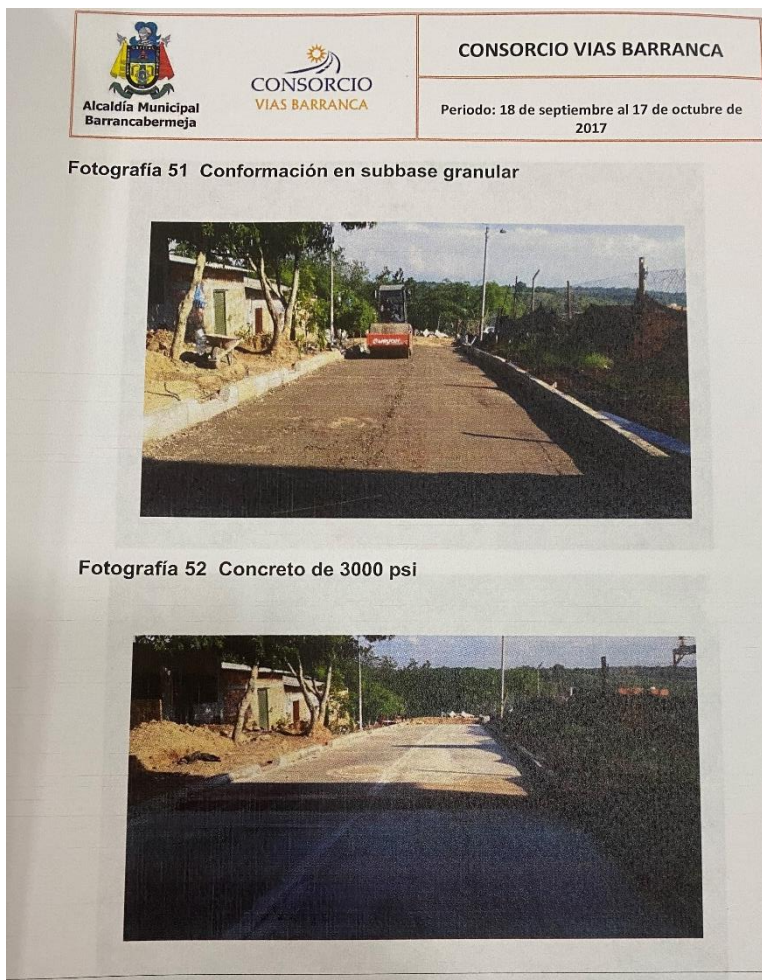 Alcaldía Municipal
Barrancabermeja
CONSORCIO
VIAS BARRANCA
CONSORCIO VIAS BARRANCA
Periodo: 18 de septiembre al 17 de octubre de
2017
Fotografía 51 Conformación en subbase granular
Fotografía 52 Concreto de 3000 psi